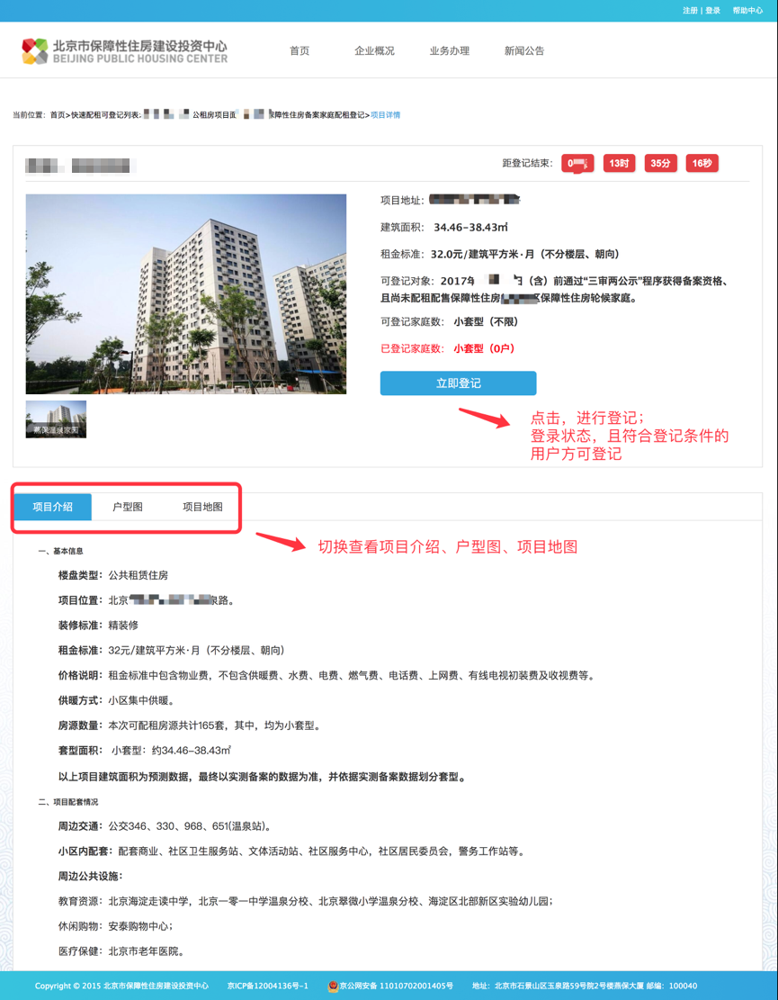 注册 | 登录 帮助中心
北京市保障性住房建设投资中心
BEIJING PUBLIC HOUSING CENTER
首页 企业概况 业务办理 新闻公告
当前位置: 首页>快速配租可登记列表 公租房项目 保障性住房备案家庭配租登记>项目详情
距登记结束: 0 13时 35分 16秒
项目地址:
建筑面积: 34.46-38.43㎡
租金标准: 32.0元/建筑平方米·月（不分楼层、朝向）
可登记对象: 2017年 日（含）前通过“三审两公示”程序获得备案资格、
且尚未配租配售保障性住房 区保障性住房轮候家庭。
可登记家庭数: 小套型（不限）
已登记家庭数: 小套型（0户）
立即登记
温泉家园
点击，进行登记；
登录状态，且符合登记条件的
用户方可登记
项目介绍 户型图 项目地图
切换查看项目介绍、户型图、项目地图
一、基本信息
楼盘类型：公共租赁住房
项目位置：北京 泉路。
装修标准：精装修
租金标准：32元/建筑平方米·月（不分楼层、朝向）
价格说明：租金标准中包含物业费，不包含供暖费、水费、电费、燃气费、电话费、上网费、有线电视初装费及收视费等。
供暖方式：小区集中供暖。
房源数量：本次可配租房源共计165套，其中，均为小套型。
套型面积： 小套型：约34.46-38.43㎡
以上项目建筑面积为预测数据，最终以实测备案的数据为准，并依据实测备案数据划分套型。
二、项目配套情况
周边交通：公交346、330、968、651(温泉站)。
小区内配套：配套商业、社区卫生服务站、文体活动站、社区服务中心，社区居民委员会，警务工作站等。
周边公共设施：
教育资源：北京海淀走读中学，北京一零一中学温泉分校、北京翠微小学温泉分校、海淀区北部新区实验幼儿园；
休闲购物：安泰购物中心；
医疗保健：北京市老年医院。
Copyright © 2015 北京市保障性住房建设投资中心 京ICP备12004136号-1 京公网安备 11010702001405号 地址：北京市石景山区玉泉路59号院2号楼燕保大厦 邮编：100040